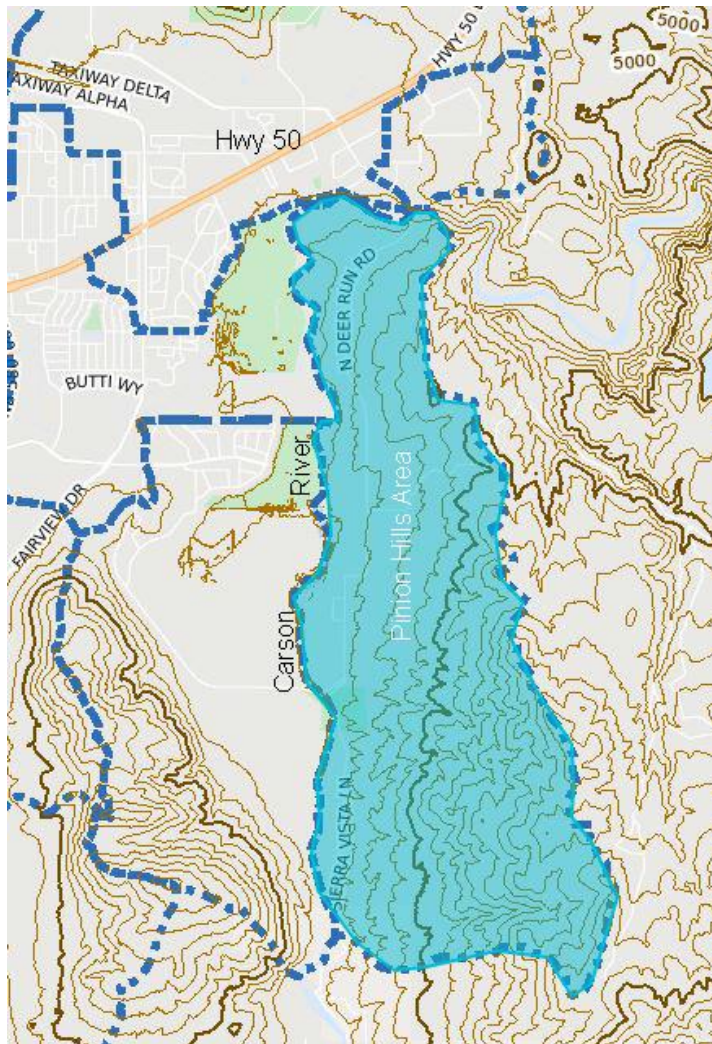 5000
5000
HWY 50
TAXIWAY DELTA
TAXIWAY ALPHA
Hwy 50
N DEER RUN RD
BUTTI WY
River
FAIRVIEW DR
Pinion Hills Area
Carson
SIERRA VISTA LN